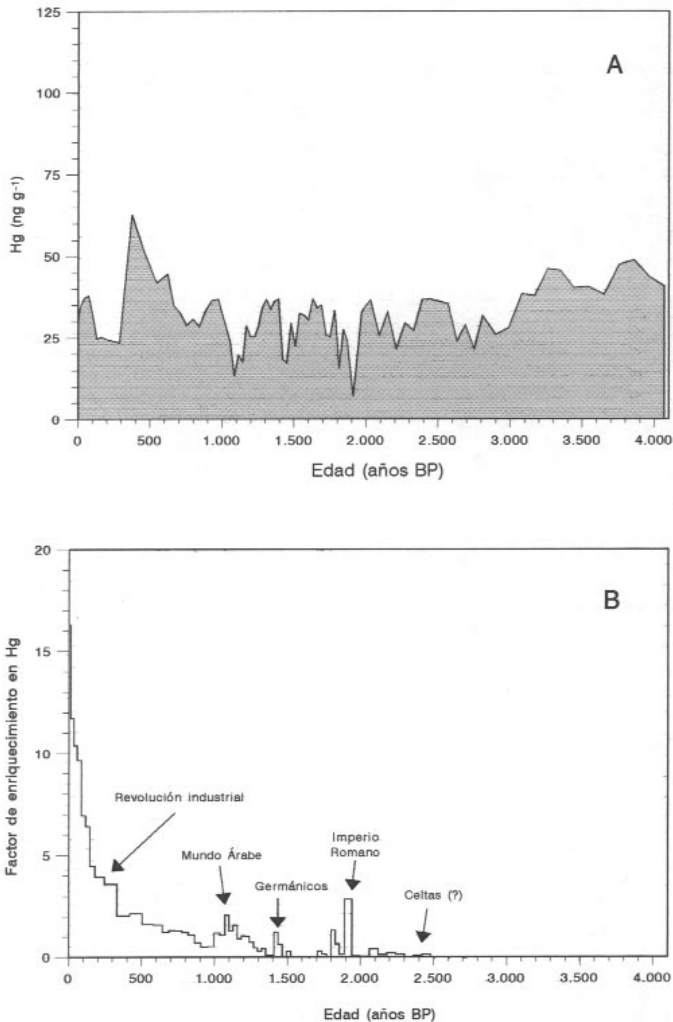 125
100
75
50
25
0
Hg (ng g⁻¹)
A
0 500 1.000 1.500 2.000 2.500 3.000 3.500 4.000
Edad (años BP)
20
15
10
5
0
Factor de enriquecimiento en Hg
B
Revolución industrial
Mundo Árabe
Germánicos
Imperio
Romano
Celtas (?)
0 500 1.000 1.500 2.000 2.500 3.000 3.500 4.000
Edad (años BP)